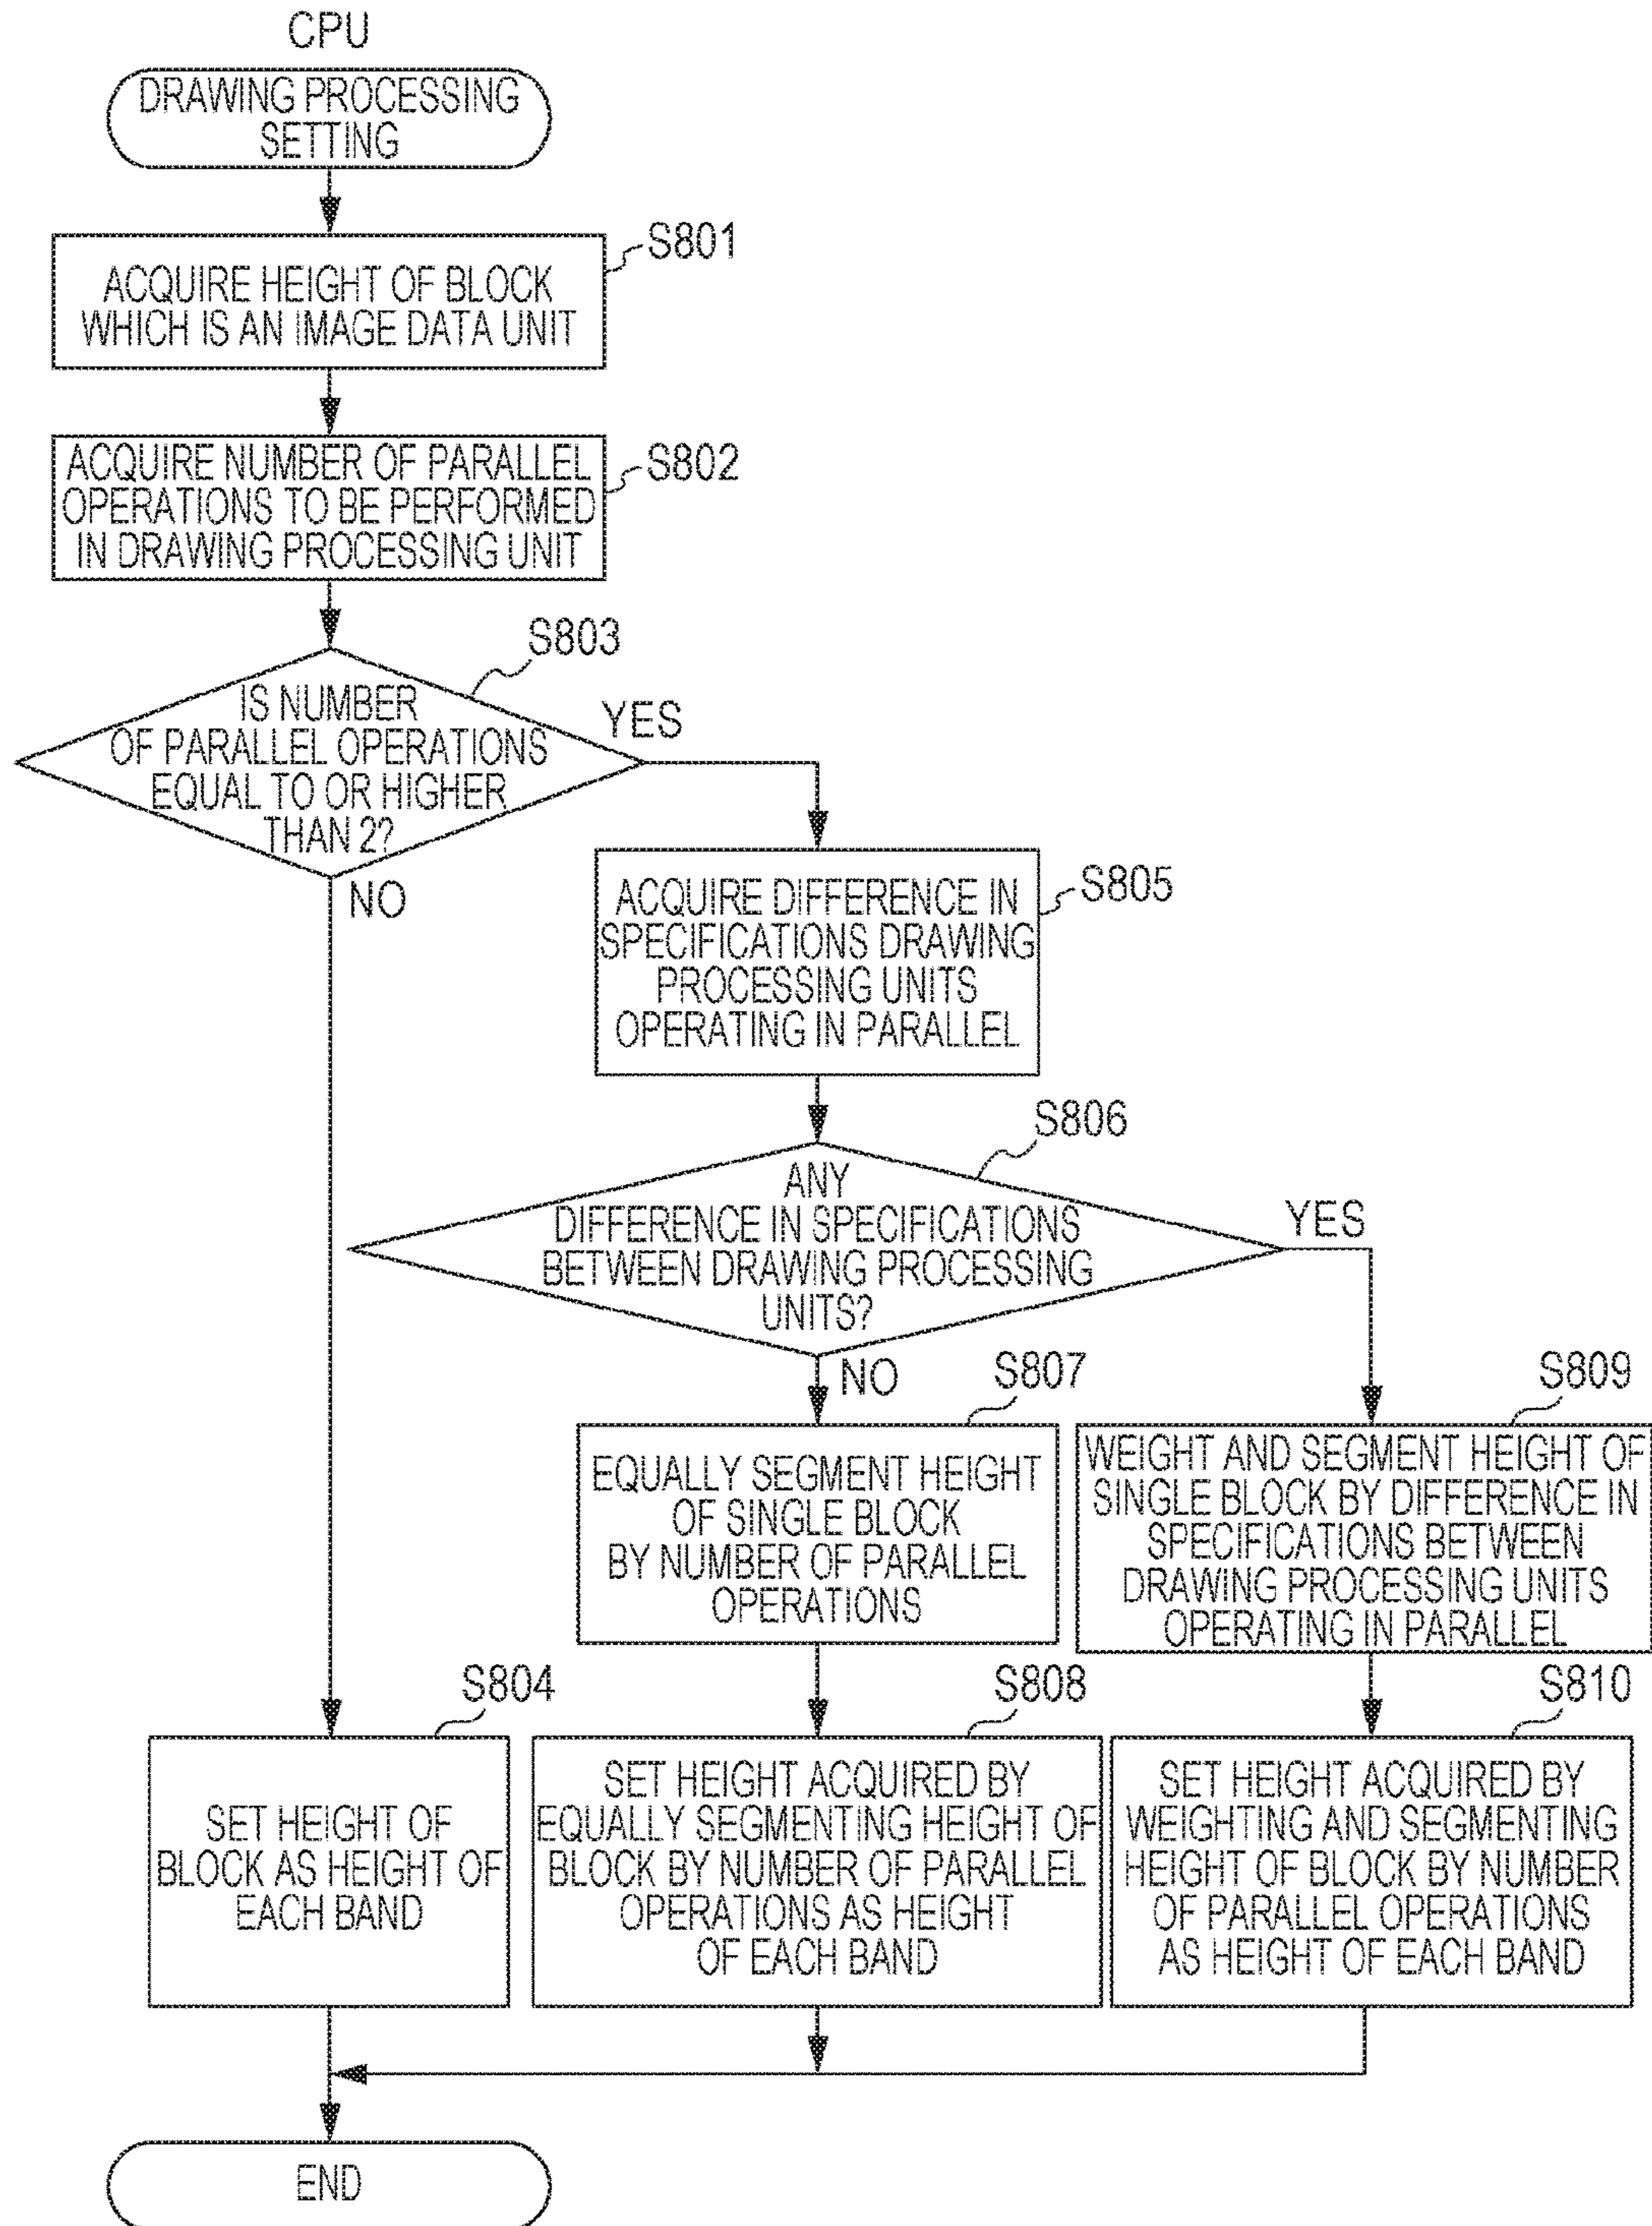 CPU
DRAWING PROCESSING
SETTING
S801
ACQUIRE HEIGHT OF BLOCK
WHICH IS AN IMAGE DATA UNIT
S802
ACQUIRE NUMBER OF PARALLEL
OPERATIONS TO BE PERFORMED
IN DRAWING PROCESSING UNIT
S803
IS NUMBER
OF PARALLEL OPERATIONS
EQUAL TO OR HIGHER
THAN 2?
YES
NO
S805
ACQUIRE DIFFERENCE IN
SPECIFICATIONS DRAWING
PROCESSING UNITS
OPERATING IN PARALLEL
S806
ANY
DIFFERENCE IN SPECIFICATIONS
BETWEEN DRAWING PROCESSING
UNITS?
YES
NO
S807
EQUALLY SEGMENT HEIGHT
OF SINGLE BLOCK
BY NUMBER OF PARALLEL
OPERATIONS
S809
WEIGHT AND SEGMENT HEIGHT OF
SINGLE BLOCK BY DIFFERENCE IN
SPECIFICATIONS BETWEEN
DRAWING PROCESSING UNITS
OPERATING IN PARALLEL
S804
SET HEIGHT OF
BLOCK AS HEIGHT OF
EACH BAND
S808
SET HEIGHT ACQUIRED BY
EQUALLY SEGMENTING HEIGHT OF
BLOCK BY NUMBER OF PARALLEL
OPERATIONS AS HEIGHT
OF EACH BAND
S810
SET HEIGHT ACQUIRED BY
WEIGHTING AND SEGMENTING
HEIGHT OF BLOCK BY NUMBER
OF PARALLEL OPERATIONS
AS HEIGHT OF EACH BAND
END